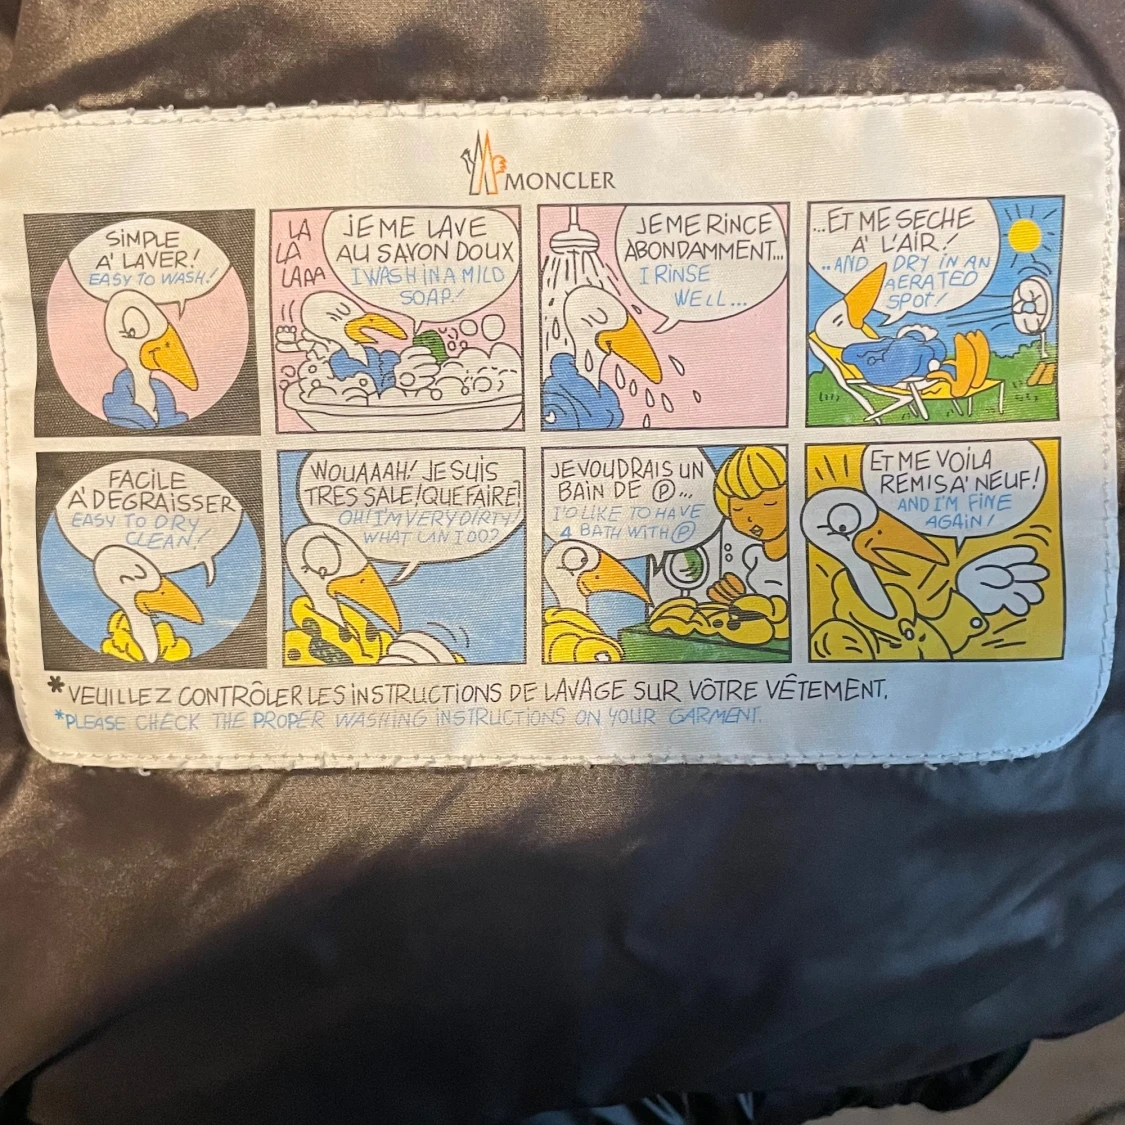 MONCLER
SIMPLE
A' LAVER!
EASY TO WASH!
LA
LA
LAAA
JE ME LAVE
AU SAVON DOUX
I WASH IN A MILD
SOAP!
JE ME RINCE
ABONDAMMENT...
I RINSE
WELL...
...ET ME SECHE
A' L'AIR!
..AND DRY IN AN
AERATED
SPOT!
FACILE
A' DEGRAISSER
EASY TO DRY
CLEAN!
WOUAAAH! JE SUIS
TRES SALE! QUE FAIRE?
OH! I'M VERY DIRTY!
WHAT CAN I DO?
JE VOUDRAIS UN
BAIN DE Ⓟ...
I'D LIKE TO HAVE
A BATH WITH Ⓟ
ET ME VOILA
REMIS A' NEUF!
AND I'M FINE
AGAIN!
*VEUILLEZ CONTRÔLER LES INSTRUCTIONS DE LAVAGE SUR VÔTRE VÊTEMENT.
*PLEASE CHECK THE PROPER WASHING INSTRUCTIONS ON YOUR GARMENT.